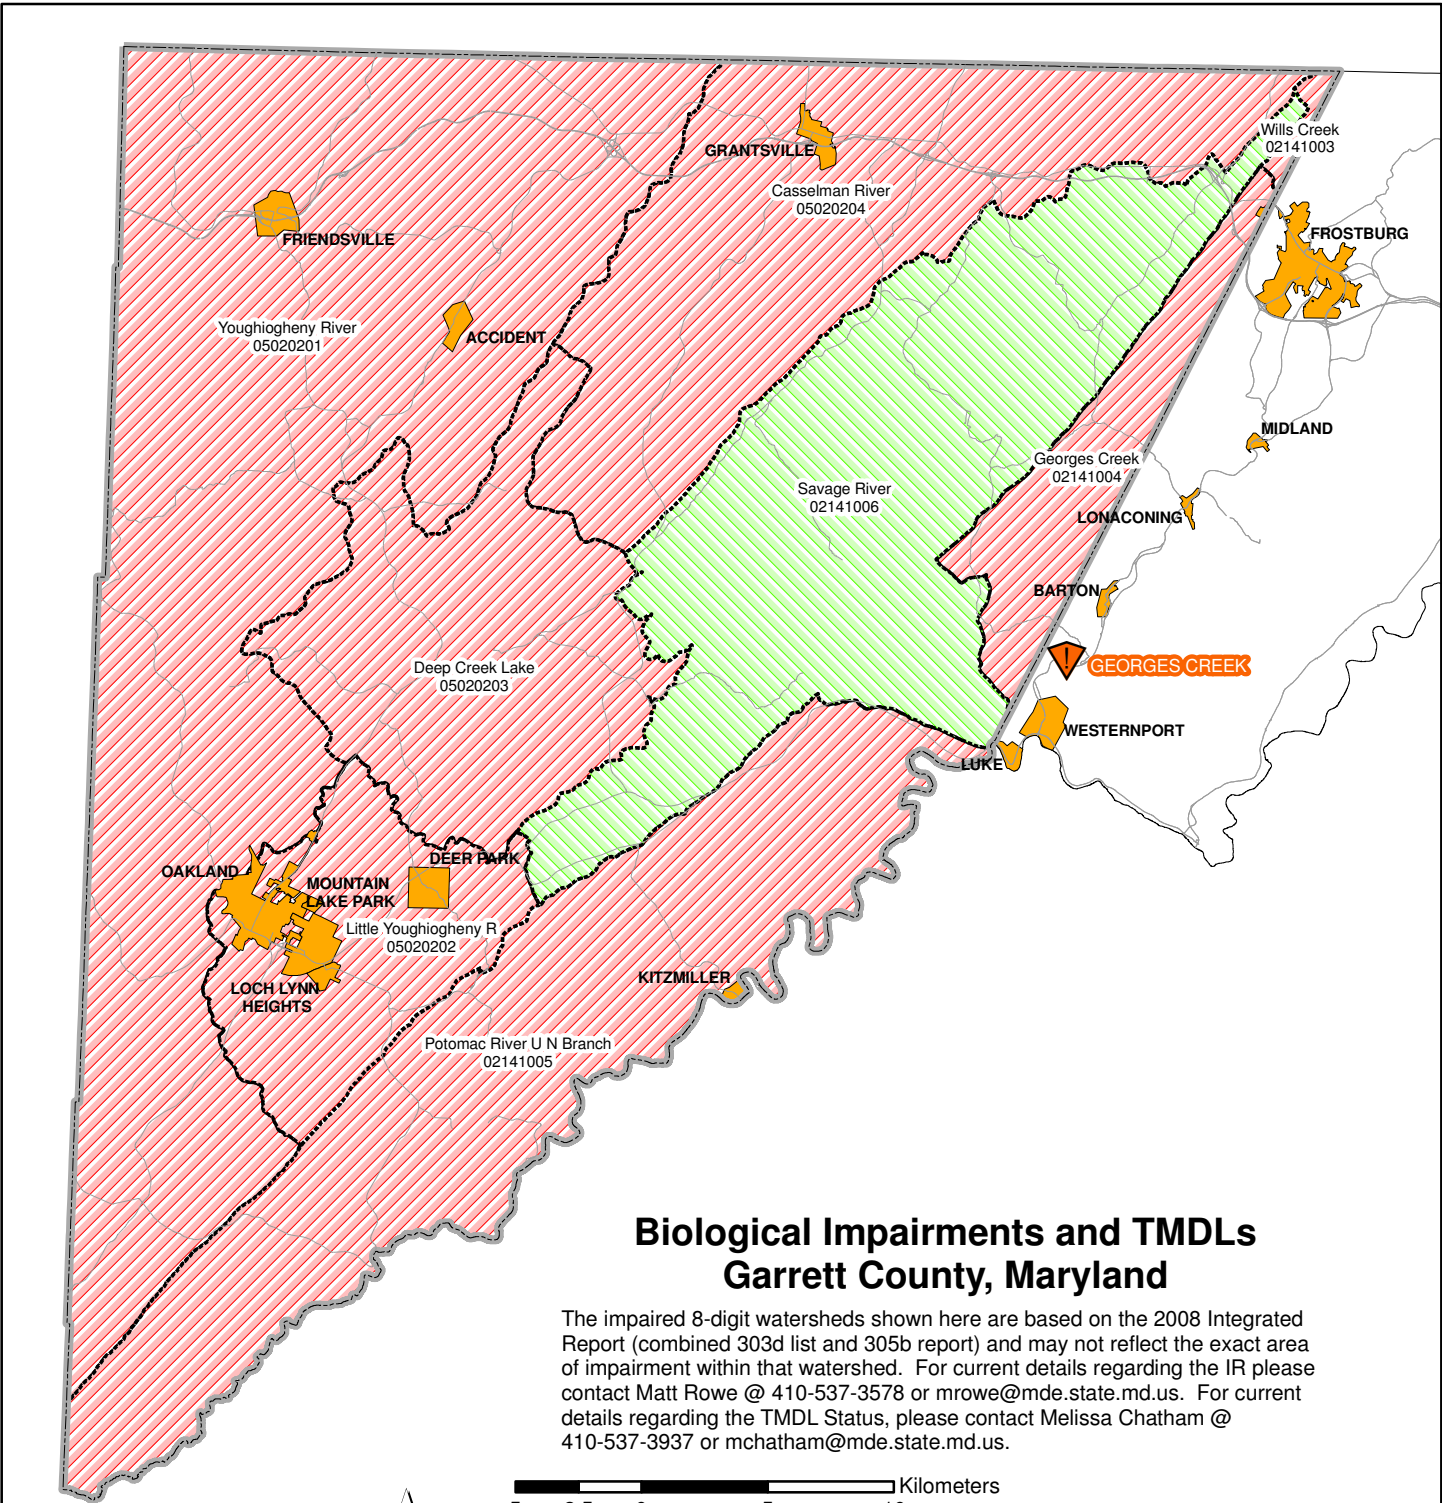 Wills Creek
02141003
GRANTSVILLE
Casselman River
05020204
FRIENDSVILLE
FROSTBURG
Youghiogheny River
05020201
ACCIDENT
MIDLAND
Georges Creek
02141004
Savage River
02141006
LONACONING
BARTON
GEORGES CREEK
Deep Creek Lake
05020203
WESTERNPORT
LUKE
DEER PARK
OAKLAND
MOUNTAIN
LAKE PARK
Little Youghiogheny R
05020202
KITZMILLER
LOCH LYNN
HEIGHTS
Potomac River U N Branch
02141005
Biological Impairments and TMDLs
Garrett County, Maryland
The impaired 8-digit watersheds shown here are based on the 2008 Integrated
Report (combined 303d list and 305b report) and may not reflect the exact area
of impairment within that watershed.  For current details regarding the IR please
contact Matt Rowe @ 410-537-3578 or mrowe@mde.state.md.us.  For current
details regarding the TMDL Status, please contact Melissa Chatham @
410-537-3937 or mchatham@mde.state.md.us.
Kilometers